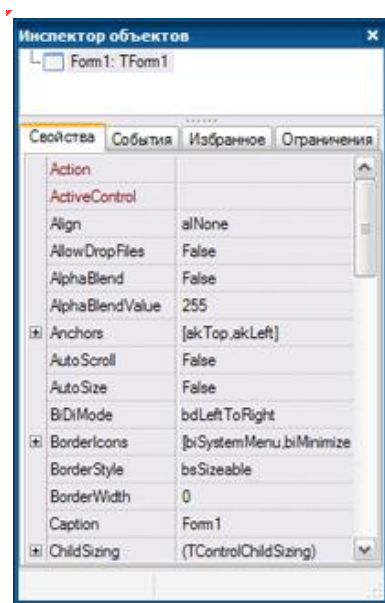 Инспектор объектов
Form1: TForm1
Свойства События Избранное Ограничения
Action
ActiveControl
Align alNone
AllowDropFiles False
AlphaBlend False
AlphaBlendValue 255
Anchors [akTop,akLeft]
AutoScroll False
AutoSize False
BiDiMode bdLeftToRight
BorderIcons [biSystemMenu,biMinimize
BorderStyle bsSizeable
BorderWidth 0
Caption Form1
ChildSizing (TControlChildSizing)